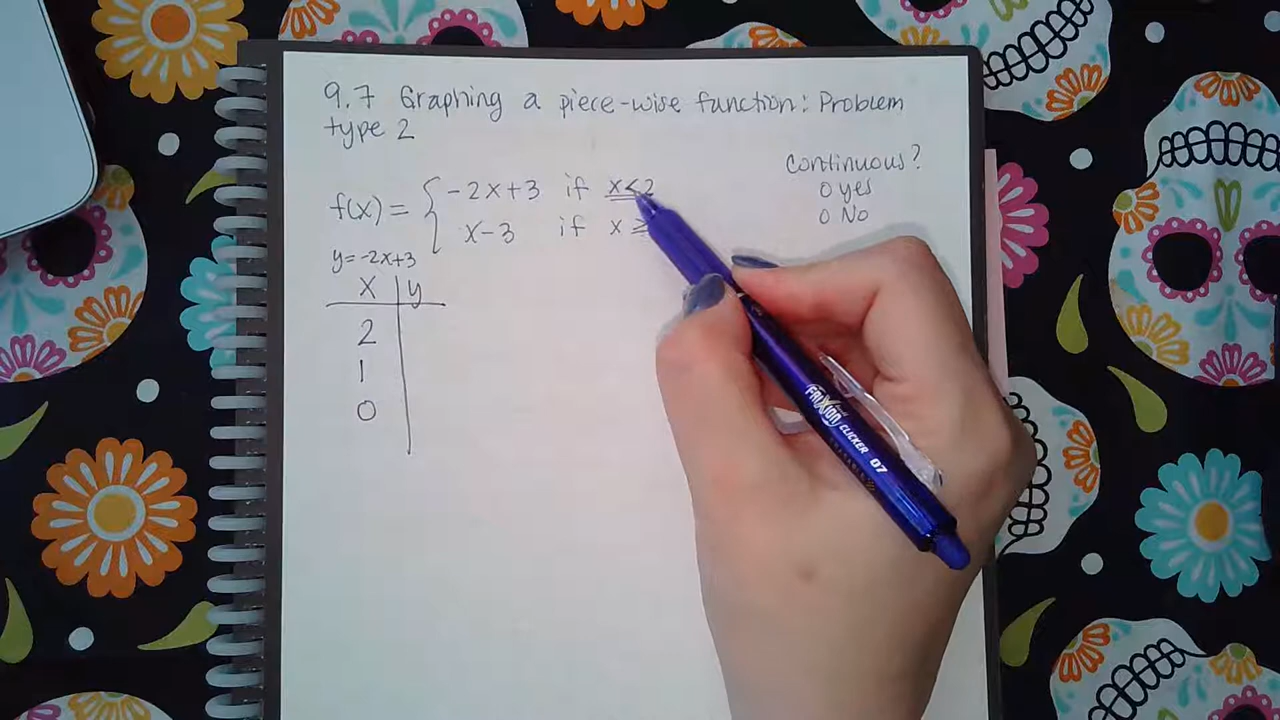 9.7 Graphing a piece-wise function: Problem
type 2
Continuous?
o yes
o No
f(x) = { -2x+3 if x<2
x-3 if x ≥
y=-2x+3
x | y
2
1
0
FRIXION CLICKER 07